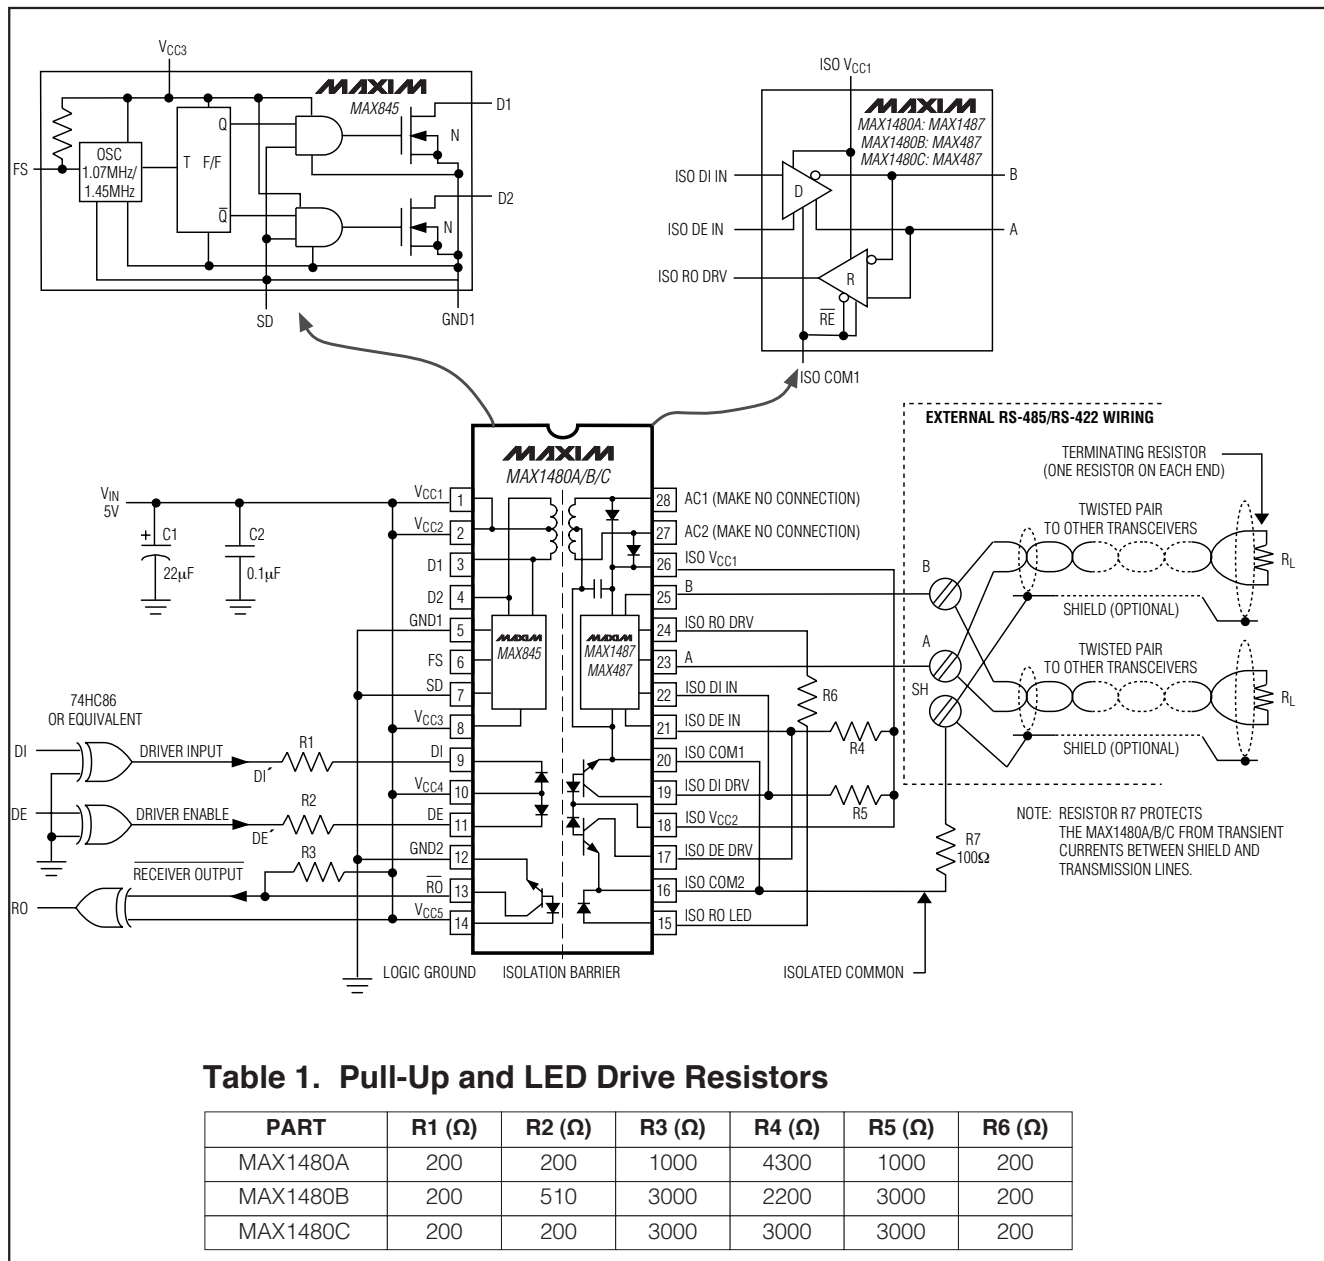 VCC3
MAXIM
MAX845
D1
Q
N
OSC
1.07MHz/
1.45MHz
T F/F
FS
D2
Q̅
N
SD
GND1
ISO VCC1
MAXIM
MAX1480A: MAX1487
MAX1480B: MAX487
MAX1480C: MAX487
ISO DI IN
D
B
ISO DE IN
A
ISO RO DRV
R
R̅E̅
ISO COM1
MAXIM
MAX1480A/B/C
VIN
5V
+ C1
22µF
C2
0.1µF
VCC1 1
VCC2 2
D1 3
D2 4
GND1 5
FS 6
SD 7
VCC3 8
DI 9
VCC4 10
DE 11
GND2 12
R̅O̅ 13
VCC5 14
MAXIM
MAX845
MAXIM
MAX1487
MAX487
28 AC1 (MAKE NO CONNECTION)
27 AC2 (MAKE NO CONNECTION)
26 ISO VCC1
25 B
24 ISO RO DRV
23 A
22 ISO DI IN
21 ISO DE IN
20 ISO COM1
19 ISO DI DRV
18 ISO VCC2
17 ISO DE DRV
16 ISO COM2
15 ISO RO LED
74HC86
OR EQUIVALENT
DI
DRIVER INPUT
DI´
R1
DE
DRIVER ENABLE
DE´
R2
R3
R̅E̅C̅E̅I̅V̅E̅R̅ O̅U̅T̅P̅U̅T̅
RO
LOGIC GROUND
ISOLATION BARRIER
R6
R4
R5
ISOLATED COMMON
R7
100Ω
EXTERNAL RS-485/RS-422 WIRING
TERMINATING RESISTOR
(ONE RESISTOR ON EACH END)
TWISTED PAIR
TO OTHER TRANSCEIVERS
B
RL
SHIELD (OPTIONAL)
A
TWISTED PAIR
TO OTHER TRANSCEIVERS
SH
RL
SHIELD (OPTIONAL)
NOTE: RESISTOR R7 PROTECTS
THE MAX1480A/B/C FROM TRANSIENT
CURRENTS BETWEEN SHIELD AND
TRANSMISSION LINES.
Table 1. Pull-Up and LED Drive Resistors
PART R1 (Ω) R2 (Ω) R3 (Ω) R4 (Ω) R5 (Ω) R6 (Ω)
MAX1480A 200 200 1000 4300 1000 200
MAX1480B 200 510 3000 2200 3000 200
MAX1480C 200 200 3000 3000 3000 200